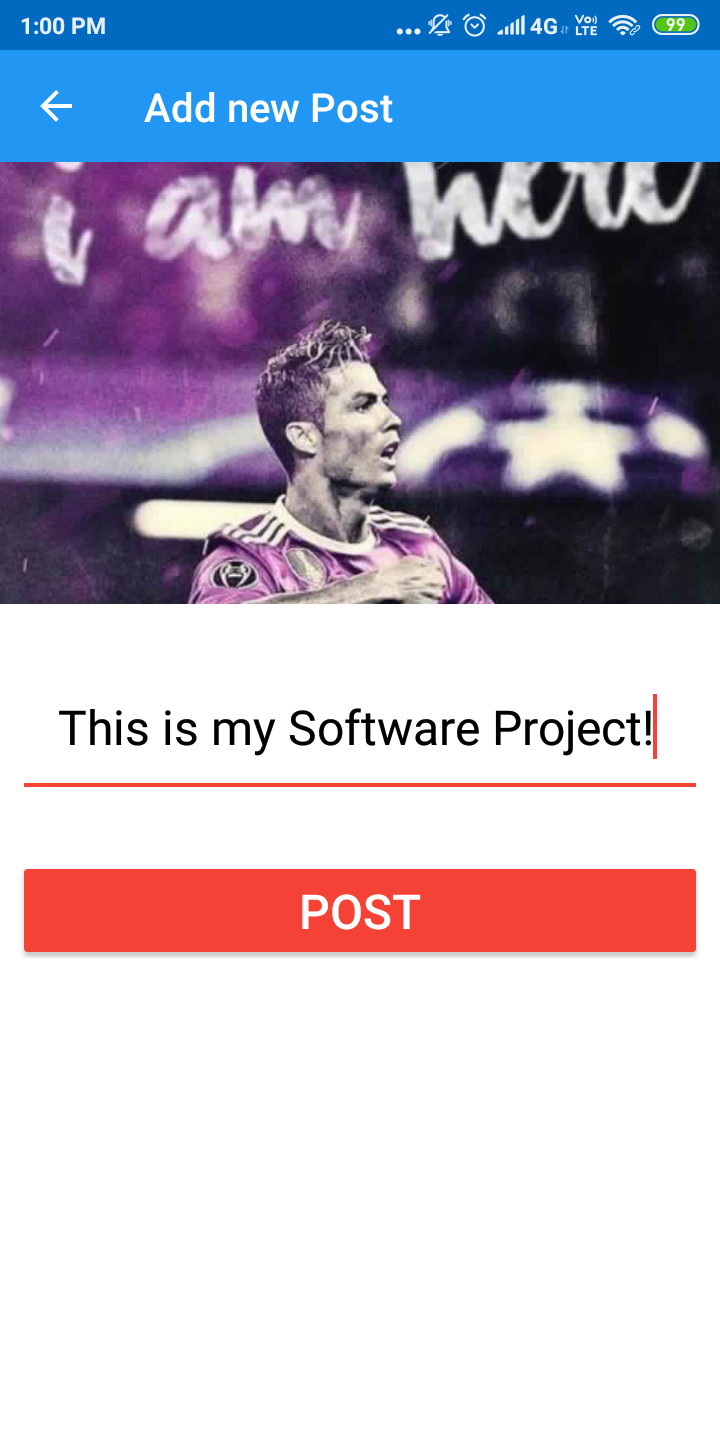 1:00 PM
4G
Vo)) LTE
99
Add new Post
i am here
This is my Software Project!
POST